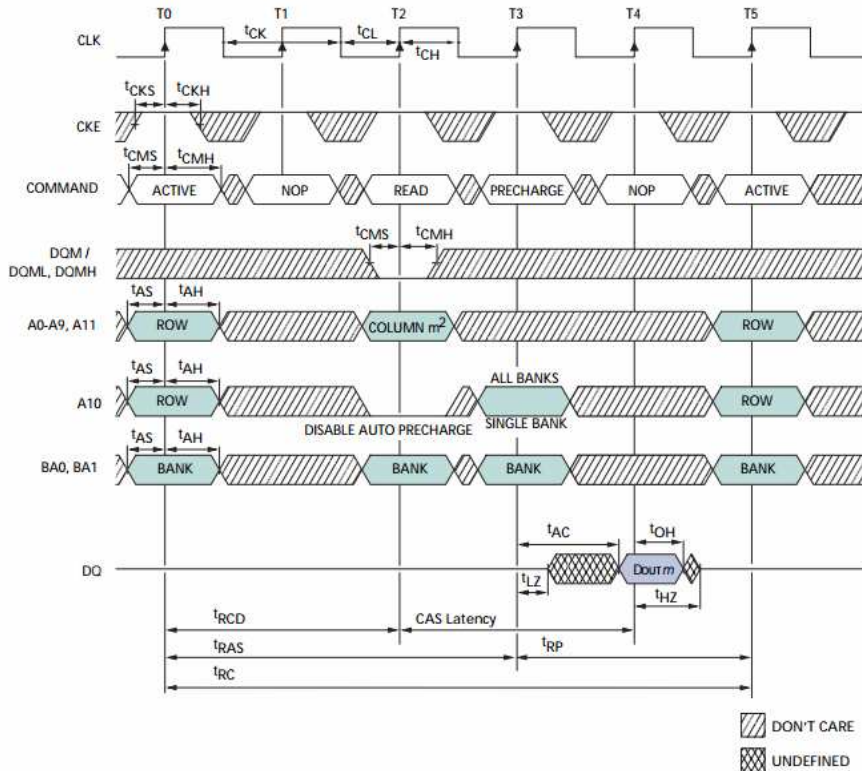 T0 T1 T2 T3 T4 T5
CLK tCK tCL tCH
tCKS tCKH
CKE
tCMS tCMH
COMMAND ACTIVE NOP READ PRECHARGE NOP ACTIVE
tCMS tCMH
DQM /
DQML, DQMH
tAS tAH
A0-A9, A11 ROW COLUMN m2 ROW
tAS tAH ALL BANKS
A10 ROW ROW
DISABLE AUTO PRECHARGE SINGLE BANK
tAS tAH
BA0, BA1 BANK BANK BANK BANK
tAC tOH
DQ DOUT m
tLZ tHZ
tRCD CAS Latency
tRAS tRP
tRC
DON'T CARE
UNDEFINED